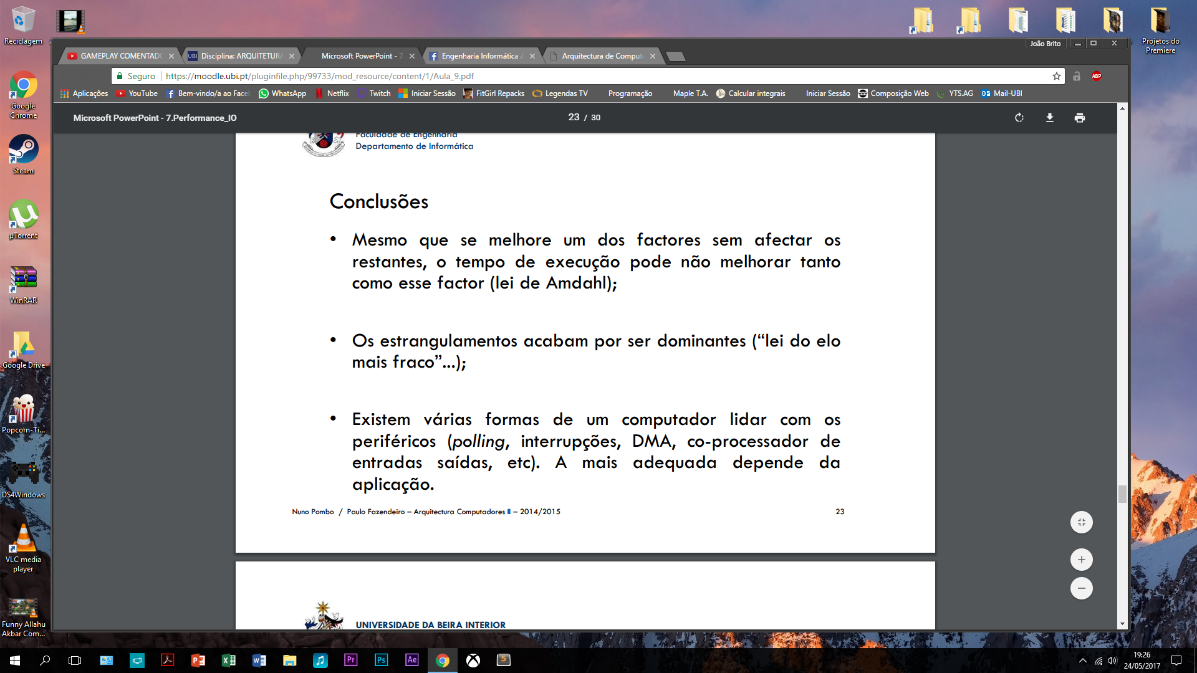 Reciclagem
Projetos do
Premiere
João Brito
GAMEPLAY COMENTADO
Disciplina: ARQUITETURA
Microsoft PowerPoint - 7
Engenharia Informática
Arquitectura de Comput
Seguro
https://moodle.ubi.pt/pluginfile.php/99733/mod_resource/content/1/Aula_9.pdf
Aplicações YouTube Bem-vindo/a ao Face WhatsApp Netflix Twitch Iniciar Sessão FitGirl Repacks Legendas TV Programação Maple T.A. Calcular integrais Iniciar Sessão Composição Web YTS.AG Mail-UBI
Microsoft PowerPoint - 7.Performance_IO
23 / 30
Faculdade de Engenharia
Departamento de Informática
Conclusões
• Mesmo que se melhore um dos factores sem afectar os
restantes, o tempo de execução pode não melhorar tanto
como esse factor (lei de Amdahl);
• Os estrangulamentos acabam por ser dominantes (“lei do elo
mais fraco”...);
• Existem várias formas de um computador lidar com os
periféricos (polling, interrupções, DMA, co-processador de
entradas saídas, etc). A mais adequada depende da
aplicação.
Nuno Pombo / Paulo Fazendeiro – Arquitectura Computadores II – 2014/2015
23
UNIVERSIDADE DA BEIRA INTERIOR
Google
Chrome
Steam
µTorrent
WinRAR
Google Drive
Popcorn-Ti...
DS4Windows
VLC media
player
Funny Allahu
Akbar Com...
19:26
24/05/2017